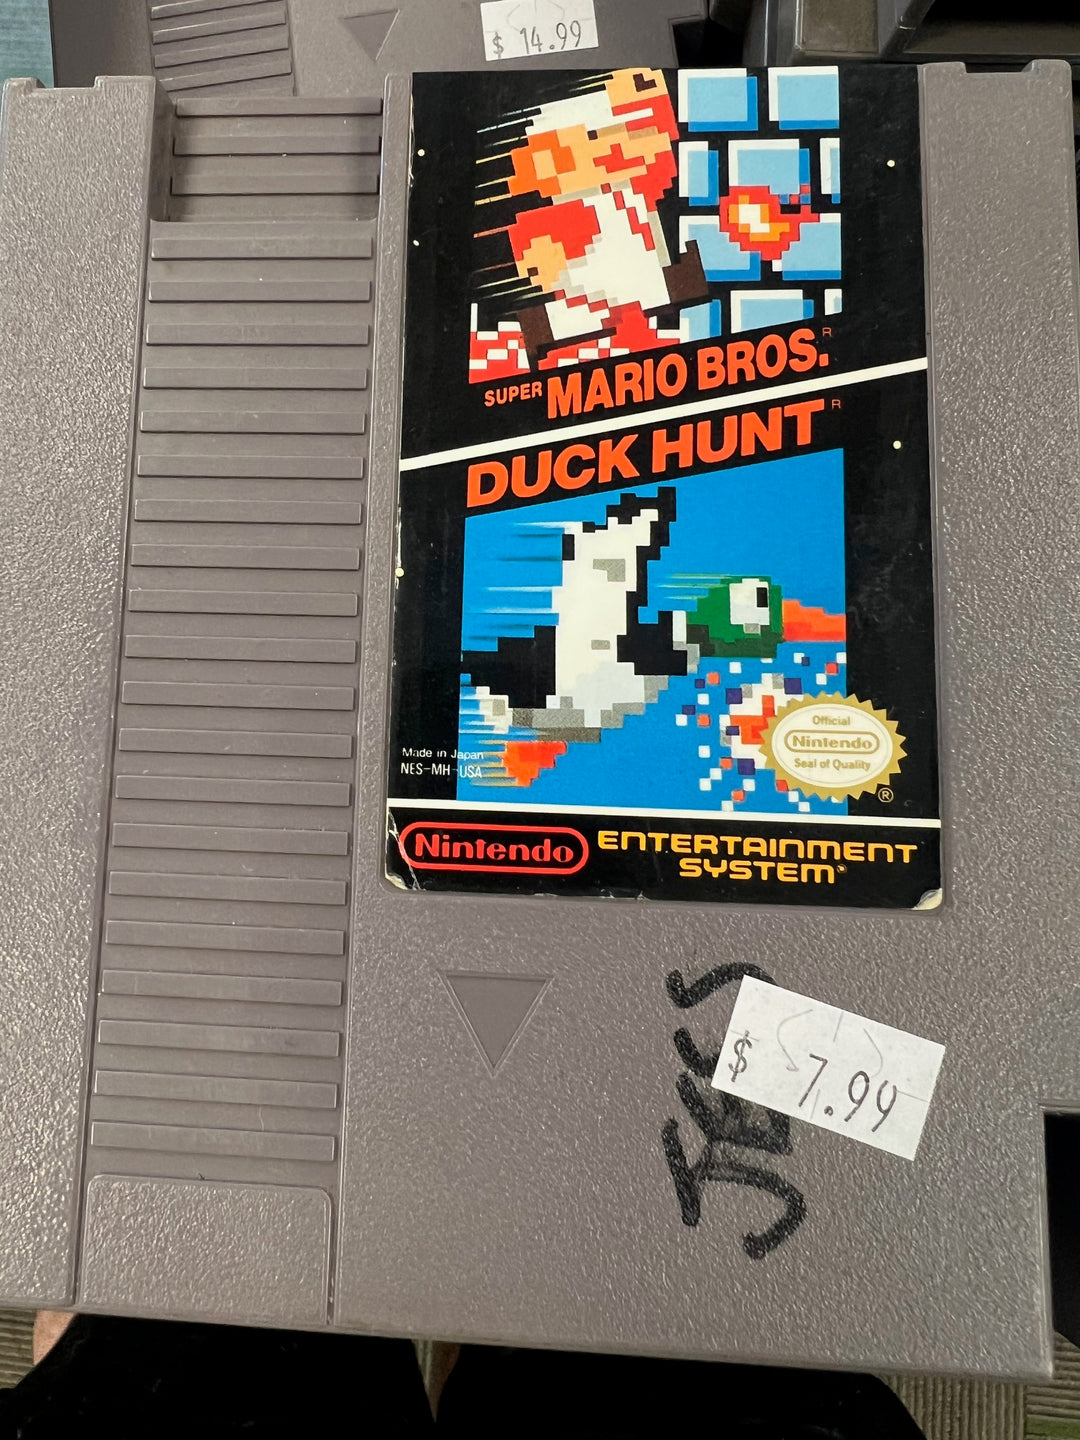 $ 14.99
SUPER MARIO BROS.R
DUCK HUNT R
Made in Japan
NES-MH-USA
Official
Nintendo
Seal of Quality
®
Nintendo ENTERTAINMENT
SYSTEM™
$ 7.99